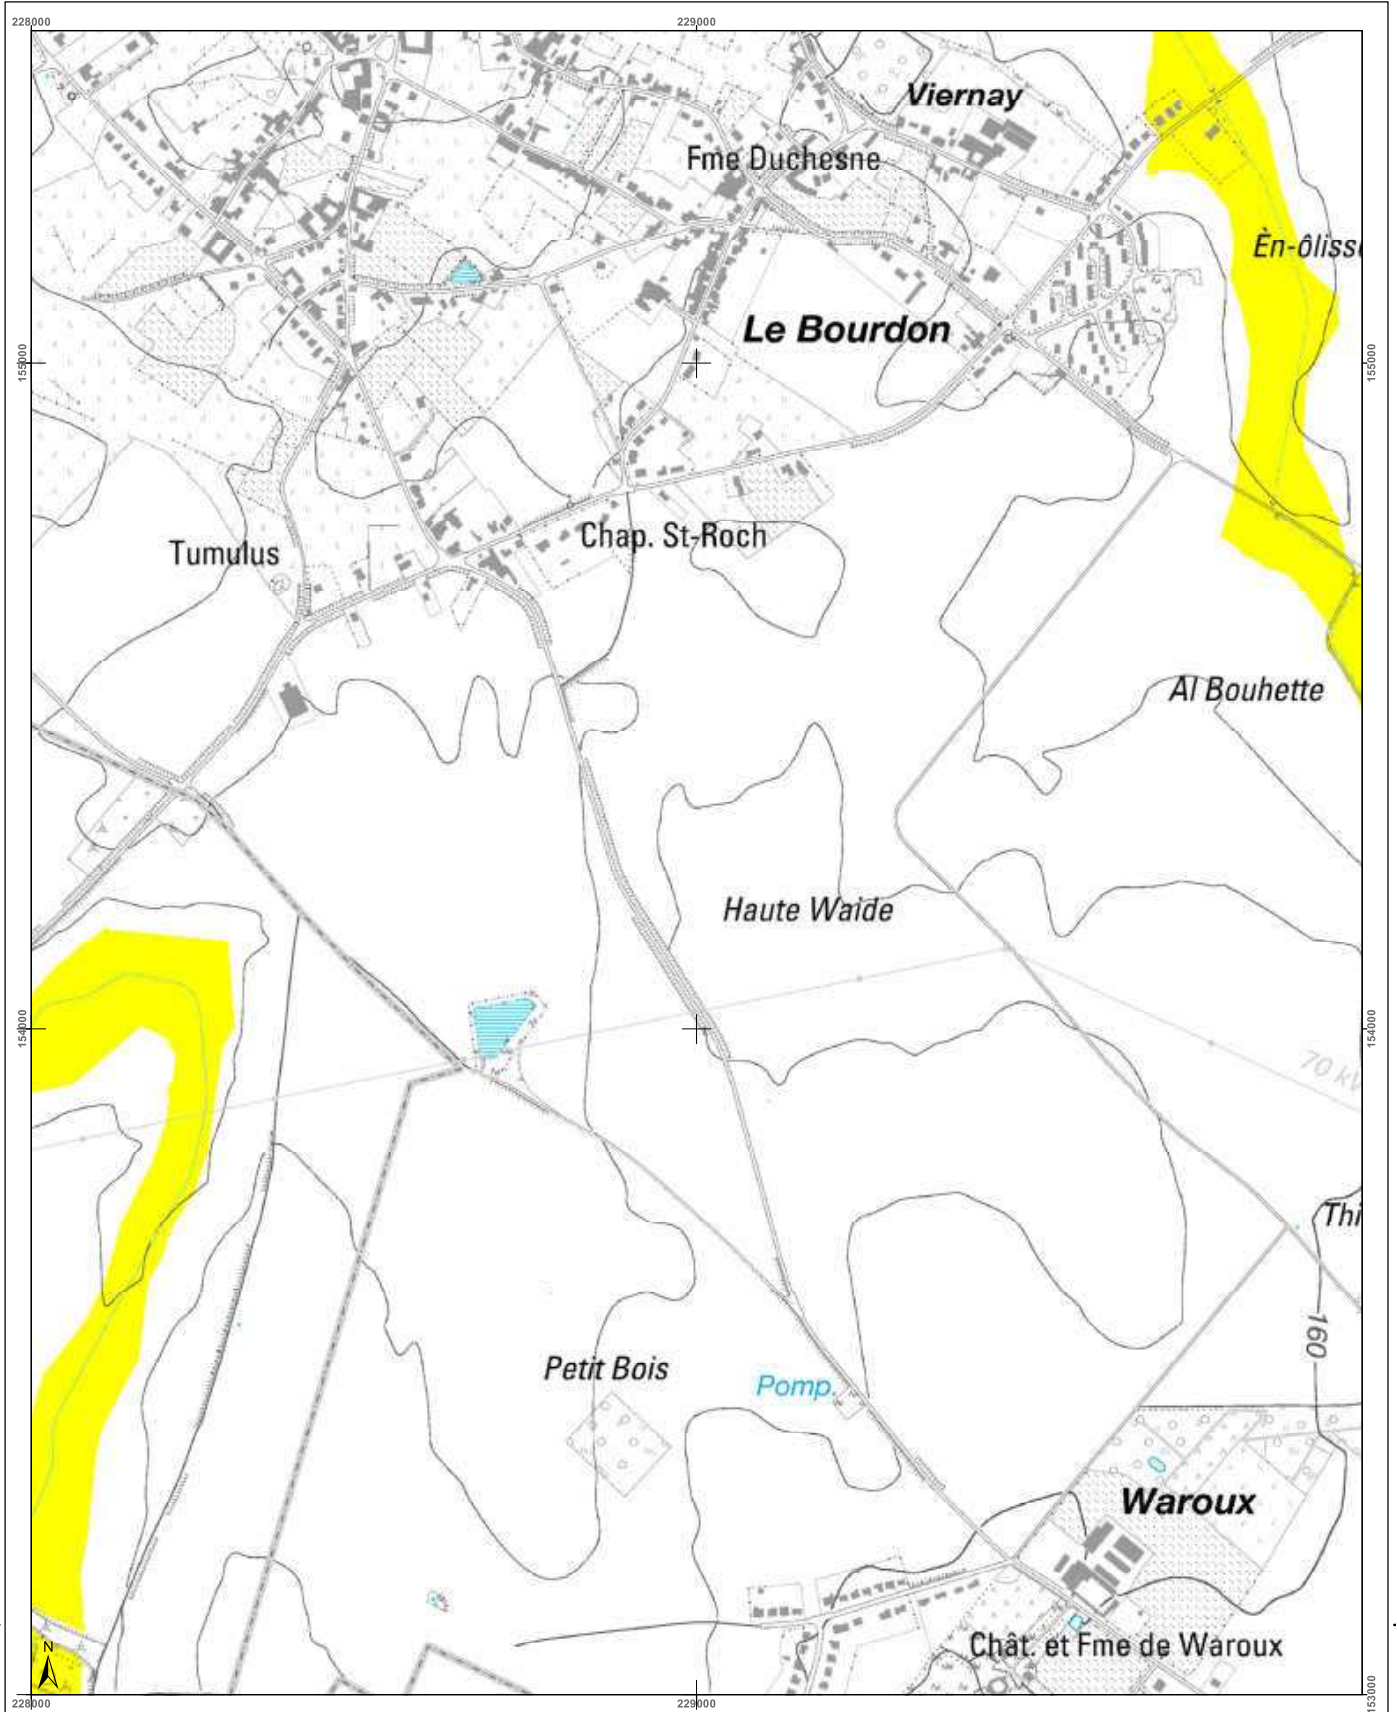 228000
229000
Viernay
Fme Duchesne
Èn-ôliss
Le Bourdon
155000
155000
Chap. St-Roch
Tumulus
Al Bouhette
Haute Waide
154000
154000
70 kV
Thi
160
Petit Bois
Pomp.
Waroux
Chât. et Fme de Waroux
N
228000
229000
153000